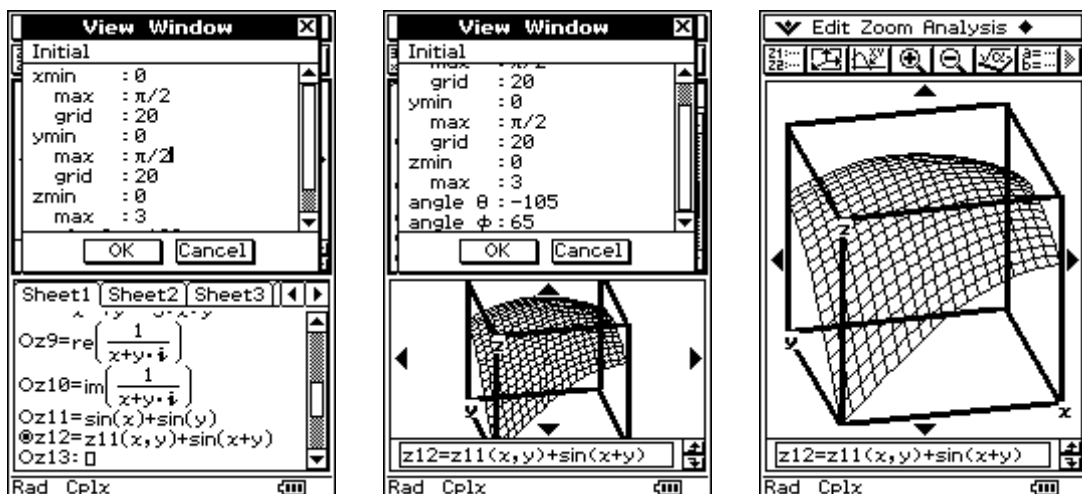 View Window
Initial
xmin :0
max :π/2
grid :20
ymin :0
max :π/2
grid :20
zmin :0
max :3
OK Cancel
Sheet1 Sheet2 Sheet3
Oz9=re(1/(x+y·i))
Oz10=im(1/(x+y·i))
Oz11=sin(x)+sin(y)
z12=z11(x,y)+sin(x+y)
Oz13:
Rad Cplx
View Window
Initial
grid :20
ymin :0
max :π/2
grid :20
zmin :0
max :3
angle θ :-105
angle ϕ :65
OK Cancel
z
y
z12=z11(x,y)+sin(x+y)
Rad Cplx
Edit Zoom Analysis
z
y
x
z12=z11(x,y)+sin(x+y)
Rad Cplx